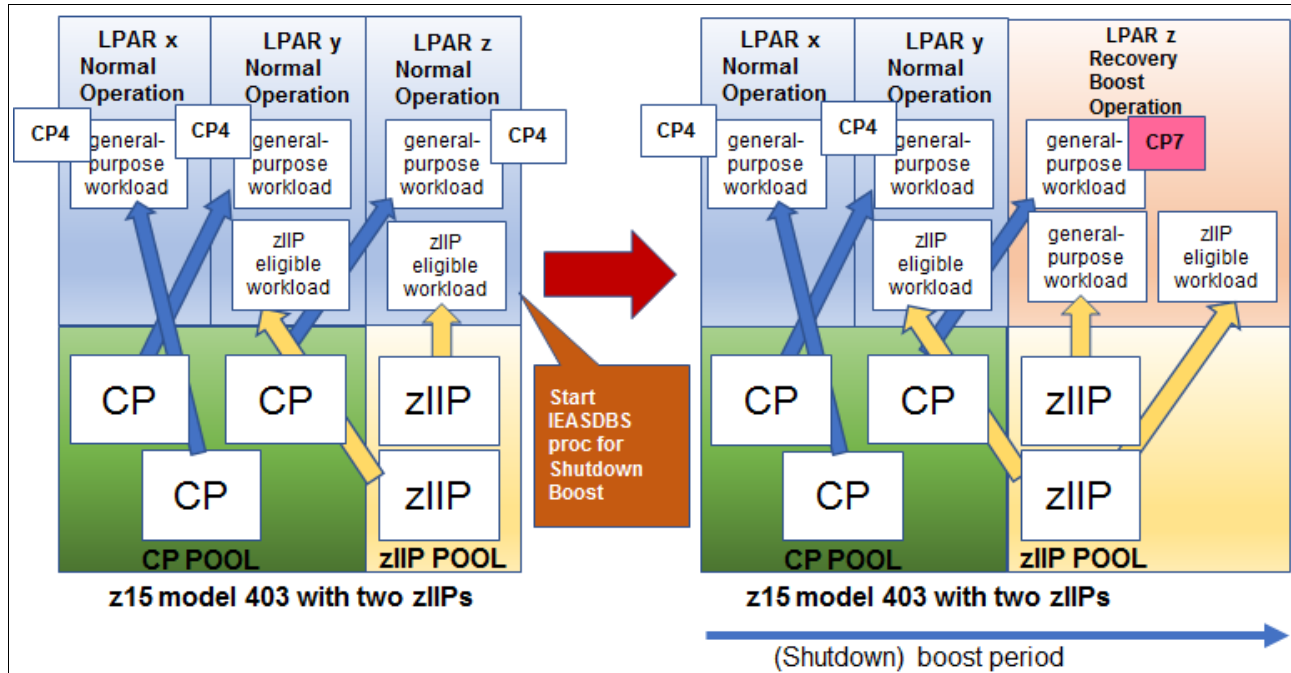 LPAR x
Normal
Operation
LPAR y
Normal
Operation
LPAR z
Normal
Operation
CP4
general-
purpose
workload
CP4
general-
purpose
workload
general-
purpose
workload
CP4
zIIP
eligible
workload
zIIP
eligible
workload
CP
CP
zIIP
CP
zIIP
CP POOL
zIIP POOL
z15 model 403 with two zIIPs
Start
IEASDBS
proc for
Shutdown
Boost
LPAR x
Normal
Operation
LPAR y
Normal
Operation
LPAR z
Recovery
Boost
Operation
CP4
general-
purpose
workload
CP4
general-
purpose
workload
general-
purpose
workload
CP7
zIIP
eligible
workload
general-
purpose
workload
zIIP
eligible
workload
CP
CP
zIIP
CP
zIIP
CP POOL
zIIP POOL
z15 model 403 with two zIIPs
(Shutdown) boost period